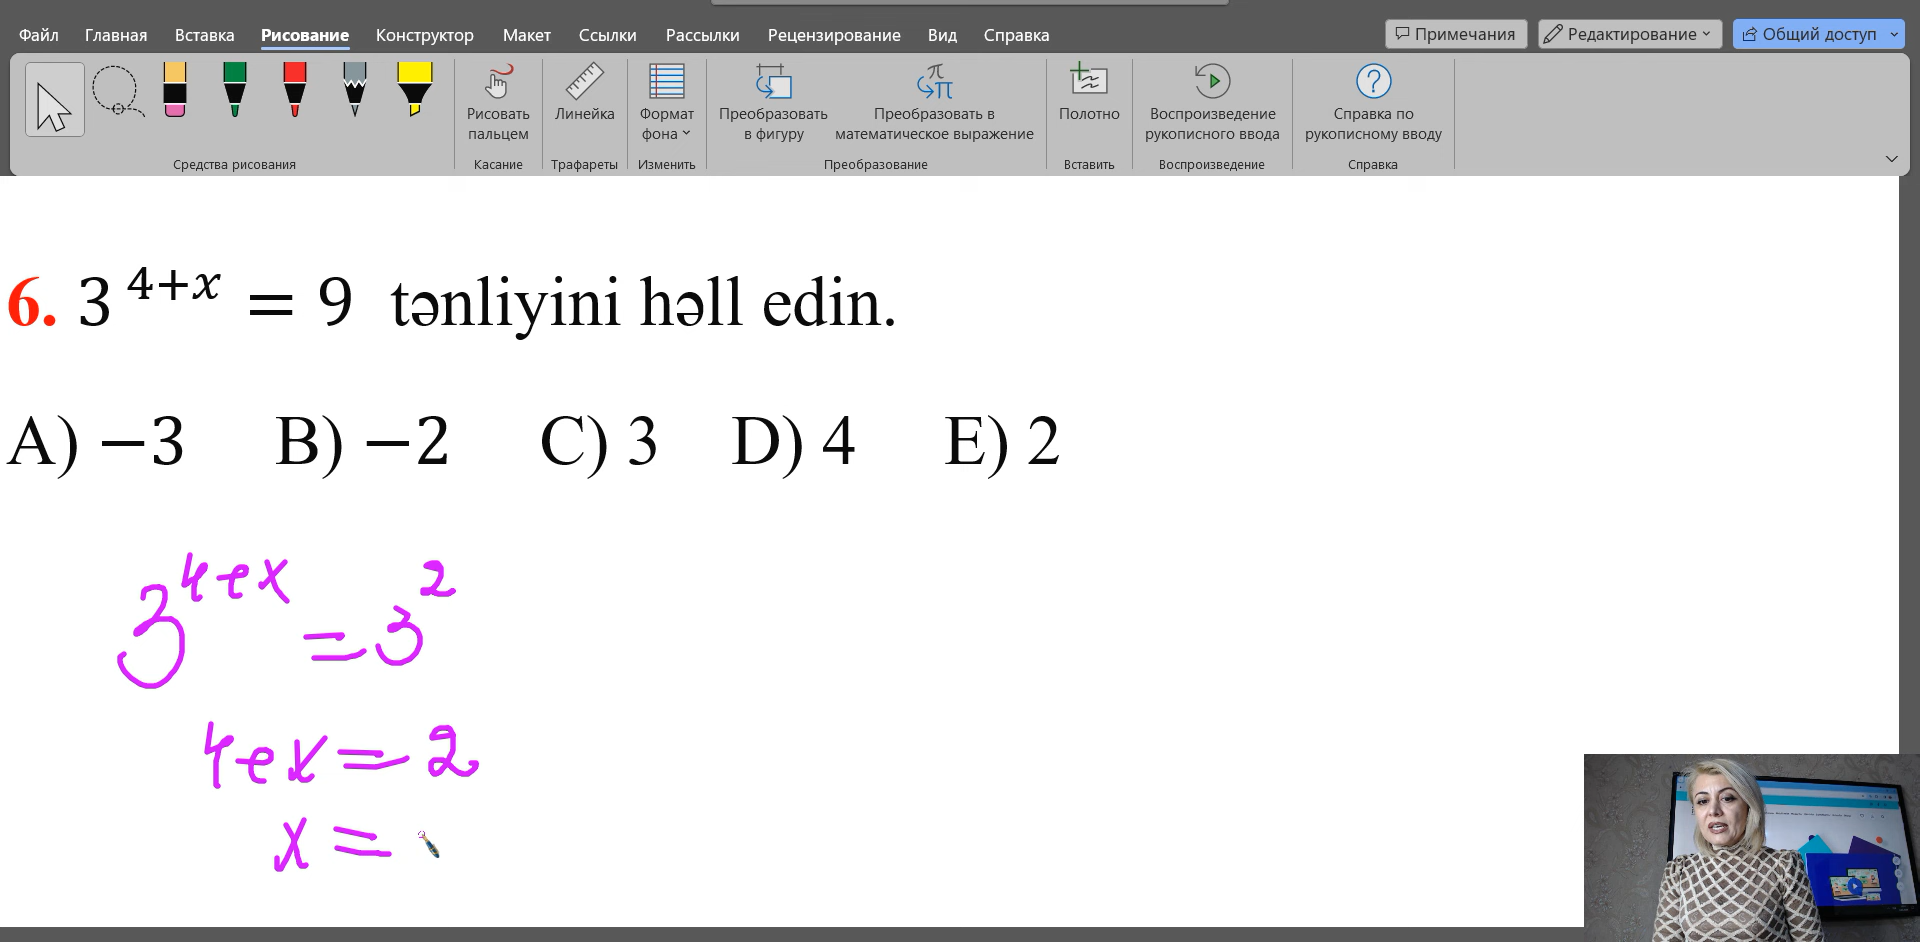 Файл Главная Вставка Рисование Конструктор Макет Ссылки Рассылки Рецензирование Вид Справка Примечания Редактирование Общий доступ
Рисовать пальцем
Линейка
Формат фона
Преобразовать в фигуру
Преобразовать в математическое выражение
Полотно
Воспроизведение рукописного ввода
Справка по рукописному вводу
Средства рисования Касание Трафареты Изменить Преобразование Вставить Воспроизведение Справка
6. 3^{4+x} = 9 tənliyini həll edin.
A) −3 B) −2 C) 3 D) 4 E) 2
3^{4+x} = 3^2
4+x = 2
x =